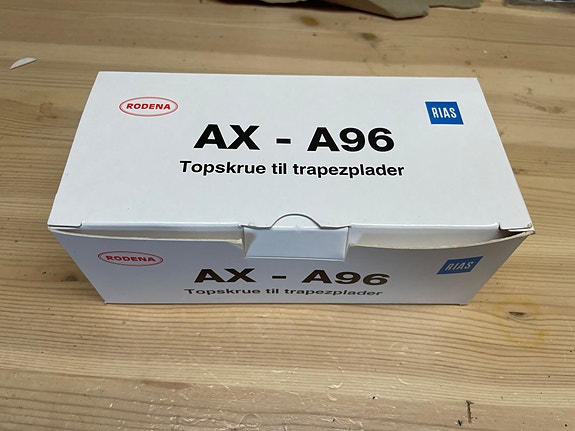 RODENA
RIAS
AX - A96
Topskrue til trapezplader
RODENA
RIAS
AX - A96
Topskrue til trapezplader